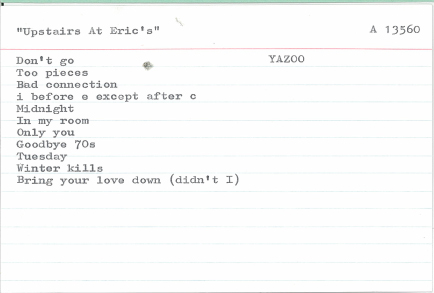 "Upstairs At Eric's" A 13560
Don't go YAZOO
Too pieces
Bad connection
i before e except after c
Midnight
In my room
Only you
Goodbye 70s
Tuesday
Winter kills
Bring your love down (didn't I)